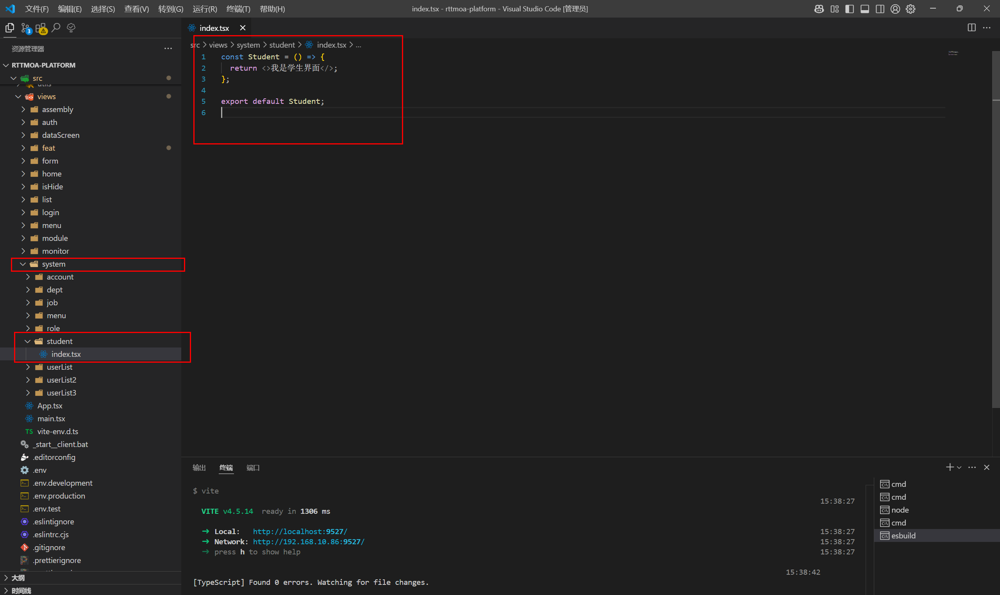 文件(F) 编辑(E) 选择(S) 查看(V) 转到(G) 运行(R) 终端(T) 帮助(H)
index.tsx - rttmoa-platform - Visual Studio Code [管理员]
3
index.tsx
资源管理器
RTTMOA-PLATFORM
src
utils
views
assembly
auth
dataScreen
feat
form
home
isHide
list
login
menu
module
monitor
system
account
dept
job
menu
role
student
index.tsx
userList
userList2
userList3
App.tsx
main.tsx
TS vite-env.d.ts
_start__client.bat
.editorconfig
.env
.env.development
.env.production
.env.test
.eslintignore
.eslintrc.cjs
.gitignore
.prettierignore
大纲
时间线
src > views > system > student > index.tsx > ...
1 const Student = () => {
2 return <>我是学生界面</>;
3 };
4
5 export default Student;
6
输出 终端 端口
$ vite
15:38:27
VITE v4.5.14 ready in 1306 ms
➜ Local: http://localhost:9527/ 15:38:27
➜ Network: http://192.168.10.86:9527/ 15:38:27
➜ press h to show help 15:38:27
15:38:42
[TypeScript] Found 0 errors. Watching for file changes.
cmd
cmd
node
cmd
esbuild